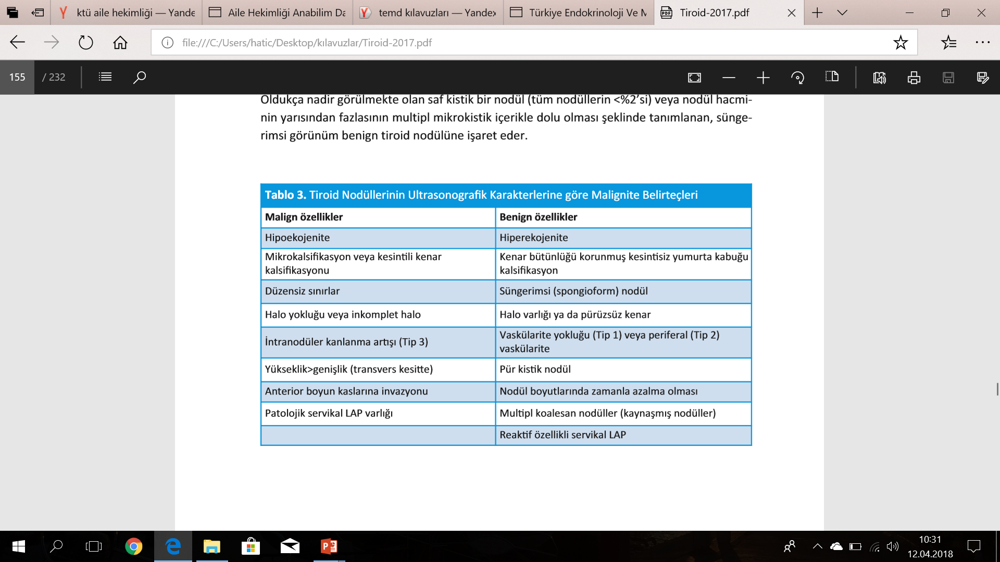 ktü aile hekimliği — Yande
Aile Hekimliği Anabilim Da
temd kılavuzları — Yandex
Türkiye Endokrinoloji Ve M
Tiroid-2017.pdf
file:///C:/Users/hatic/Desktop/kılavuzlar/Tiroid-2017.pdf
155 / 232
Oldukça nadir görülmekte olan saf kistik bir nodül (tüm nodüllerin <%2’si) veya nodül hacmi-
nin yarısından fazlasının multipl mikrokistik içerikle dolu olması şeklinde tanımlanan, sünge-
rimsi görünüm benign tiroid nodülüne işaret eder.
Tablo 3. Tiroid Nodüllerinin Ultrasonografik Karakterlerine göre Malignite Belirteçleri
Malign özellikler
Benign özellikler
Hipoekojenite
Hiperekojenite
Mikrokalsifikasyon veya kesintili kenar
kalsifikasyonu
Kenar bütünlüğü korunmuş kesintisiz yumurta kabuğu
kalsifikasyon
Düzensiz sınırlar
Süngerimsi (spongioform) nodül
Halo yokluğu veya inkomplet halo
Halo varlığı ya da pürüzsüz kenar
İntranodüler kanlanma artışı (Tip 3)
Vaskülarite yokluğu (Tip 1) veya periferal (Tip 2)
vaskülarite
Yükseklik>genişlik (transvers kesitte)
Pür kistik nodül
Anterior boyun kaslarına invazyonu
Nodül boyutlarında zamanla azalma olması
Patolojik servikal LAP varlığı
Multipl koalesan nodüller (kaynaşmış nodüller)
Reaktif özellikli servikal LAP
10:31
12.04.2018